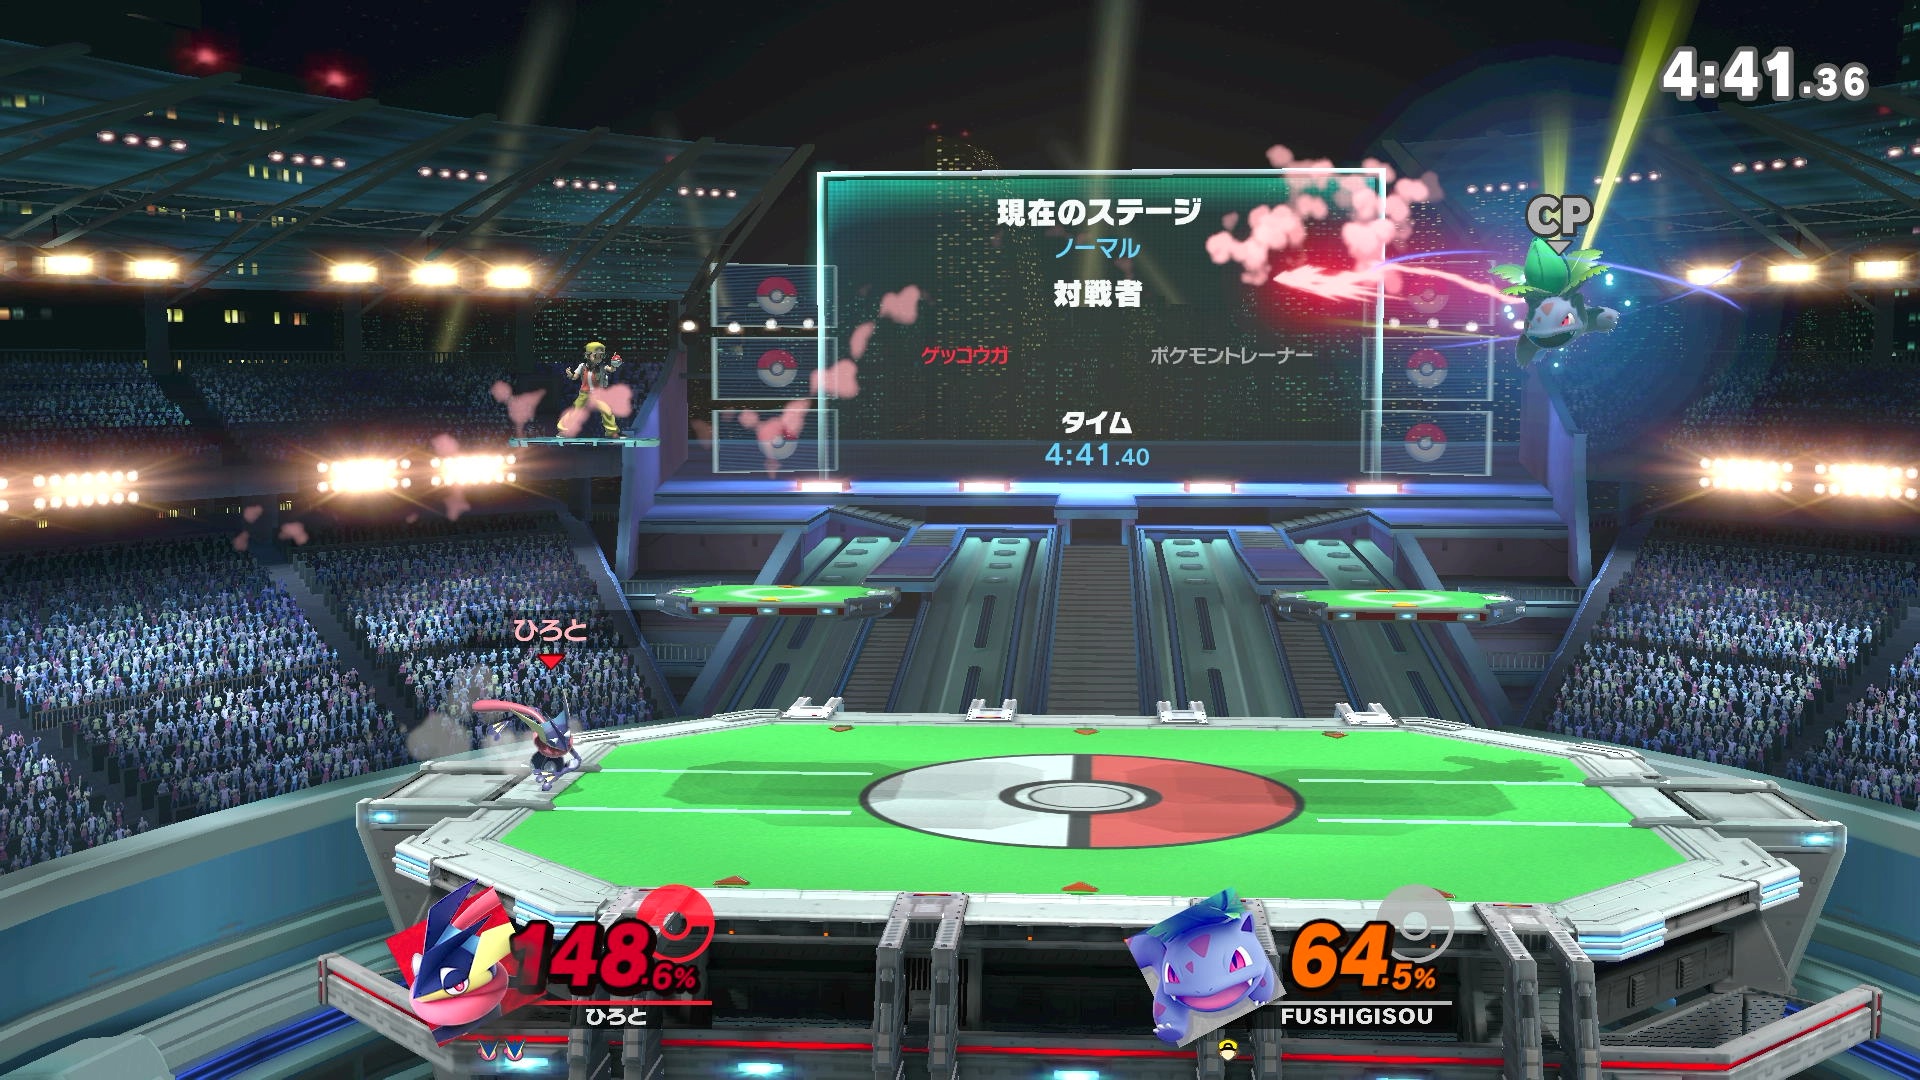 4:41.36
CP
現在のステージ
ノーマル
対戦者
ゲッコウガ ポケモントレーナー
タイム
4:41.40
ひろと
148.6%
ひろと
64.5%
FUSHIGISOU